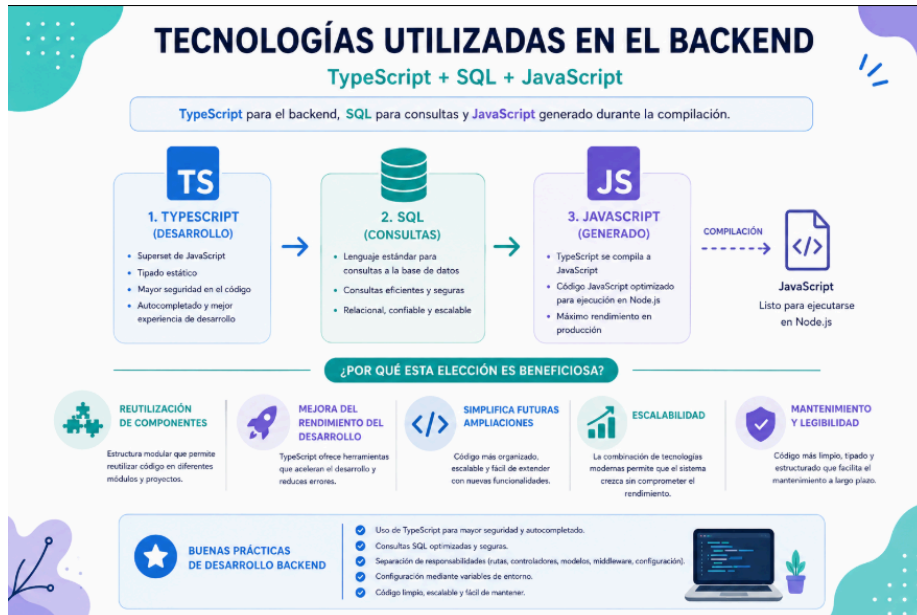 TECNOLOGÍAS UTILIZADAS EN EL BACKEND
TypeScript + SQL + JavaScript
TypeScript para el backend, SQL para consultas y JavaScript generado durante la compilación.
TS
1. TYPESCRIPT
(DESARROLLO)
• Superset de JavaScript
• Tipado estático
• Mayor seguridad en el código
• Autocompletado y mejor
experiencia de desarrollo
2. SQL
(CONSULTAS)
• Lenguaje estándar para
consultas a la base de datos
• Consultas eficientes y seguras
• Relacional, confiable y escalable
JS
3. JAVASCRIPT
(GENERADO)
• TypeScript se compila a
JavaScript
• Código JavaScript optimizado
para ejecución en Node.js
• Máximo rendimiento en
producción
COMPILACIÓN
</>
JavaScript
Listo para ejecutarse
en Node.js
¿POR QUÉ ESTA ELECCIÓN ES BENEFICIOSA?
REUTILIZACIÓN
DE COMPONENTES
Estructura modular que permite
reutilizar código en diferentes
módulos y proyectos.
MEJORA DEL
RENDIMIENTO DEL
DESARROLLO
TypeScript ofrece herramientas
que aceleran el desarrollo y
reduces errores.
</>
SIMPLIFICA FUTURAS
AMPLIACIONES
Código más organizado,
escalable y fácil de extender
con nuevas funcionalidades.
ESCALABILIDAD
La combinación de tecnologías
modernas permite que el sistema
crezca sin comprometer el
rendimiento.
MANTENIMIENTO
Y LEGIBILIDAD
Código más limpio, tipado y
estructurado que facilita el
mantenimiento a largo plazo.
BUENAS PRÁCTICAS
DE DESARROLLO BACKEND
Uso de TypeScript para mayor seguridad y autocompletado.
Consultas SQL optimizadas y seguras.
Separación de responsabilidades (rutas, controladores, modelos, middleware, configuración).
Configuración mediante variables de entorno.
Código limpio, escalable y fácil de mantener.